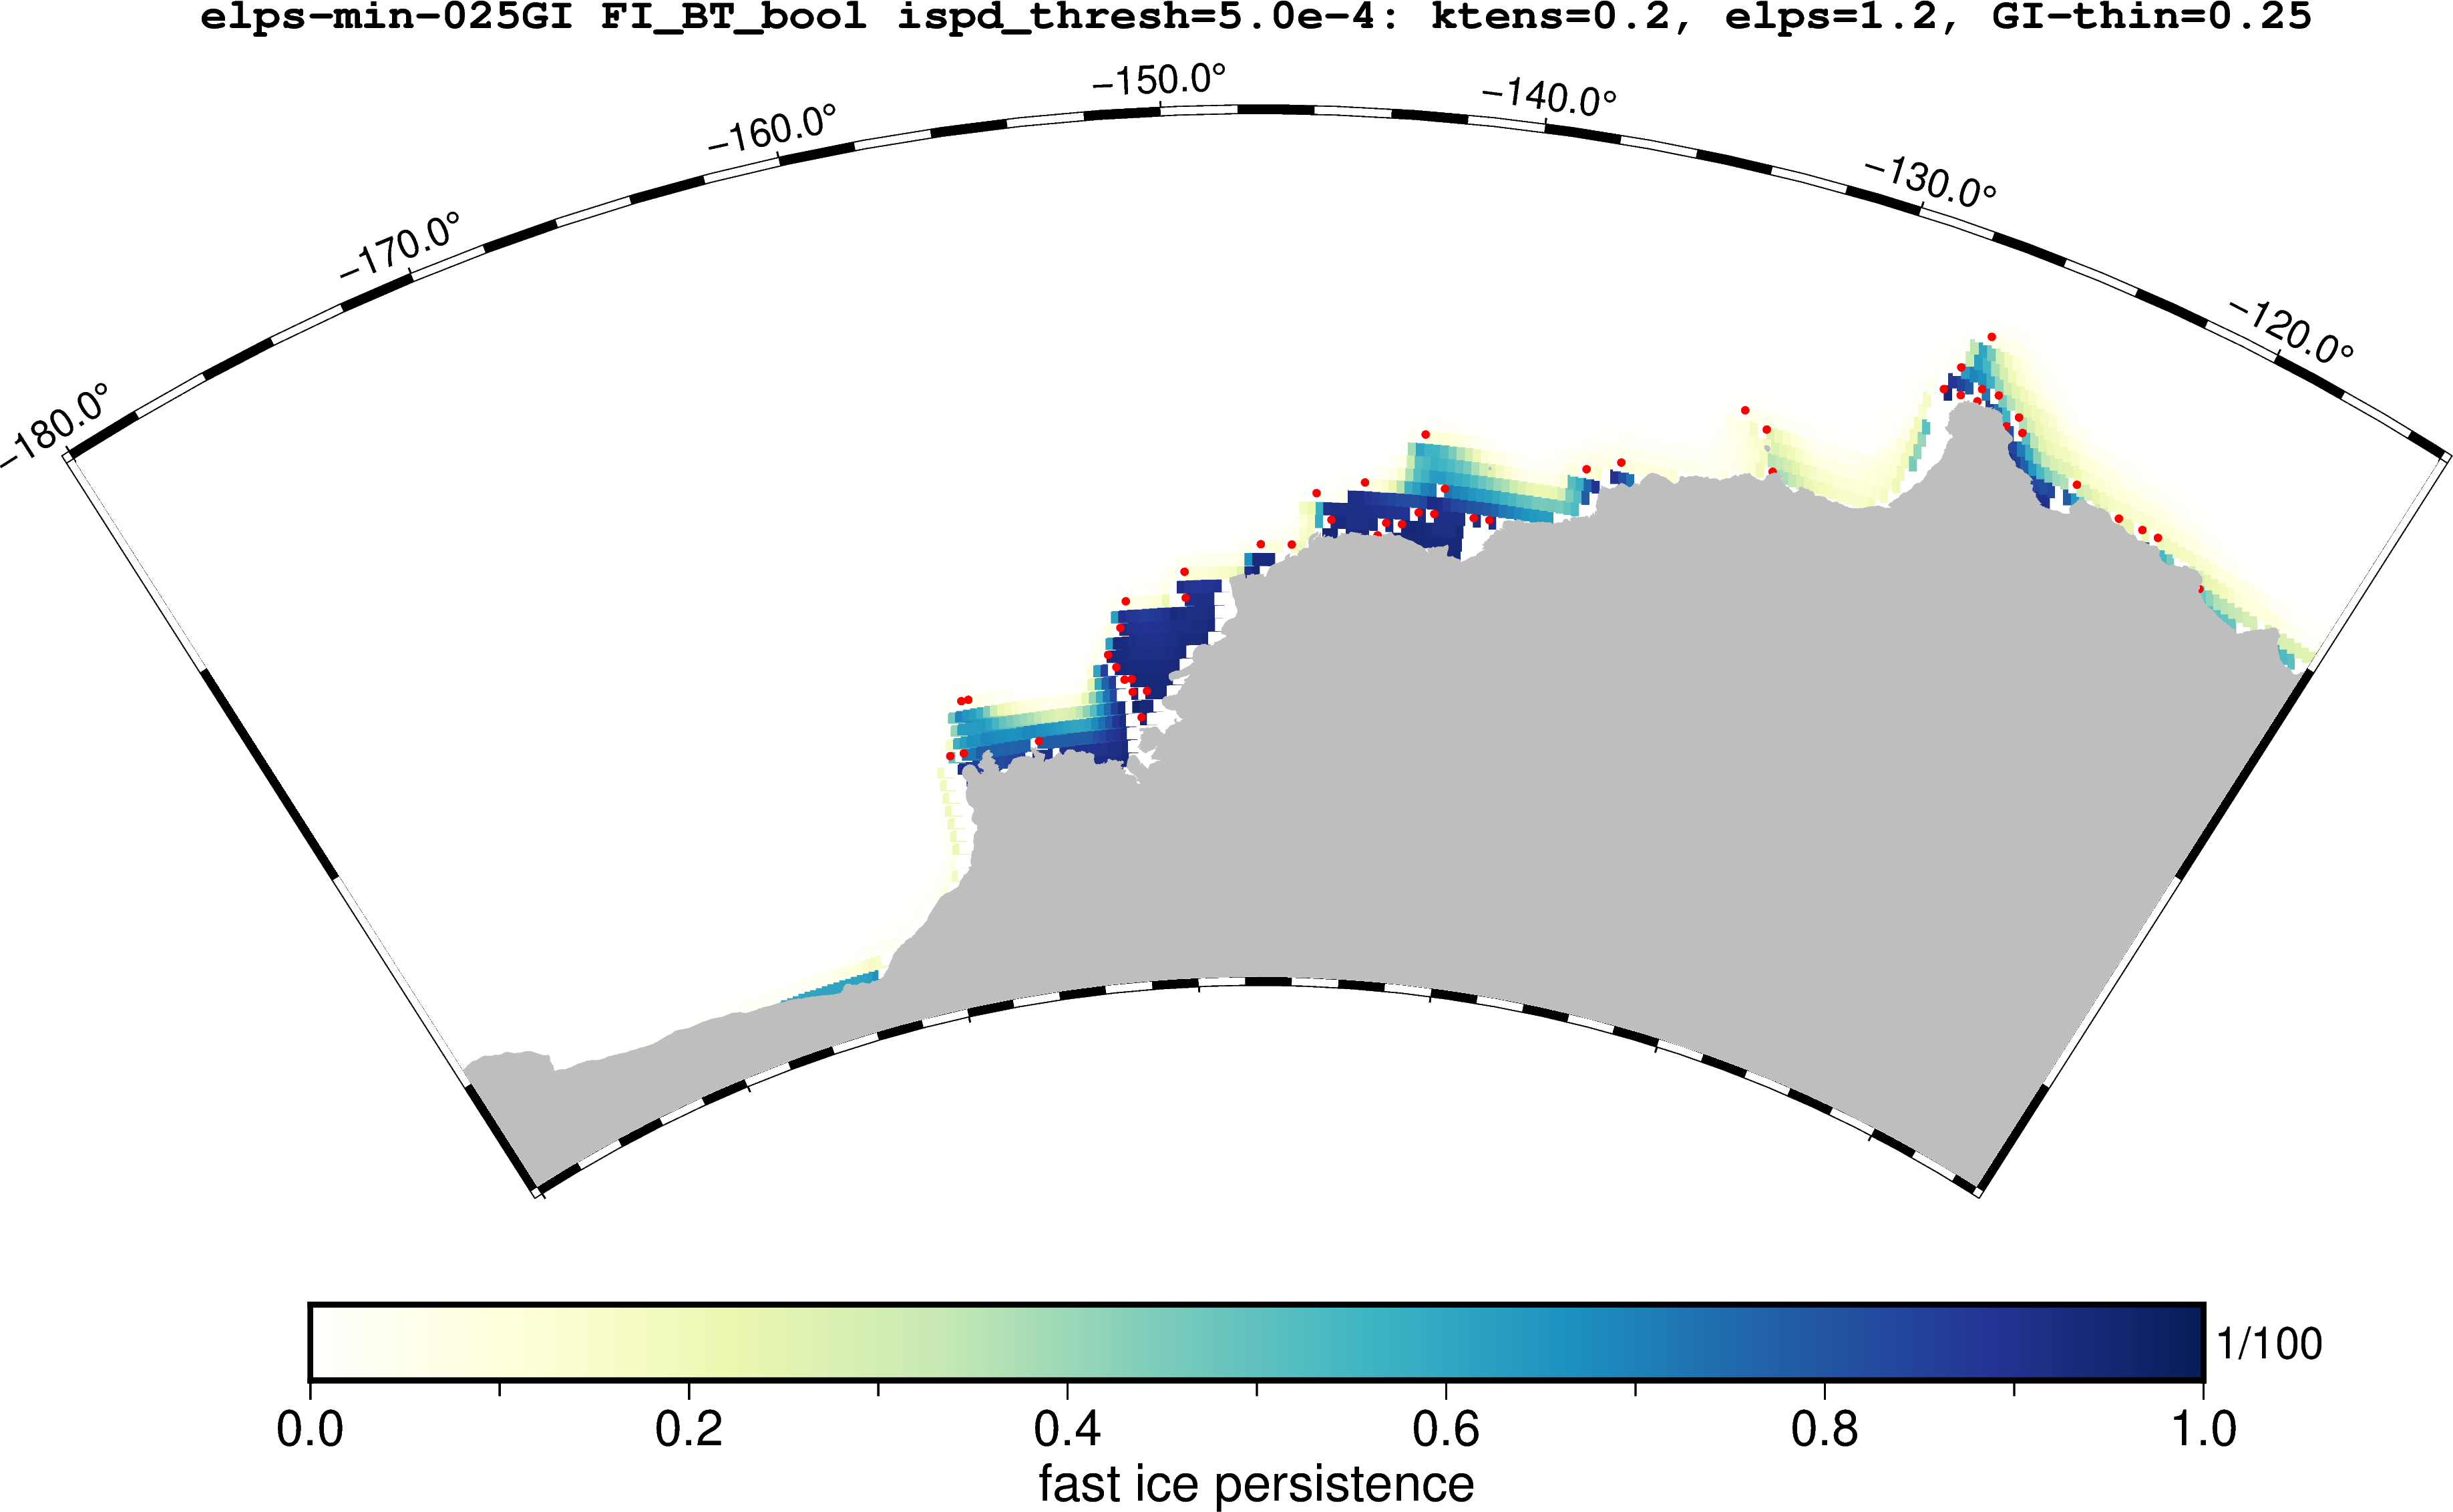 elps-min-025GI FI_BT_bool ispd_thresh=5.0e-4: ktens=0.2, elps=1.2, GI-thin=0.25
-150.0°
-140.0°
-160.0°
-130.0°
-170.0°
-120.0°
-180.0°
1/100
0.0 0.2 0.4 0.6 0.8 1.0
fast ice persistence